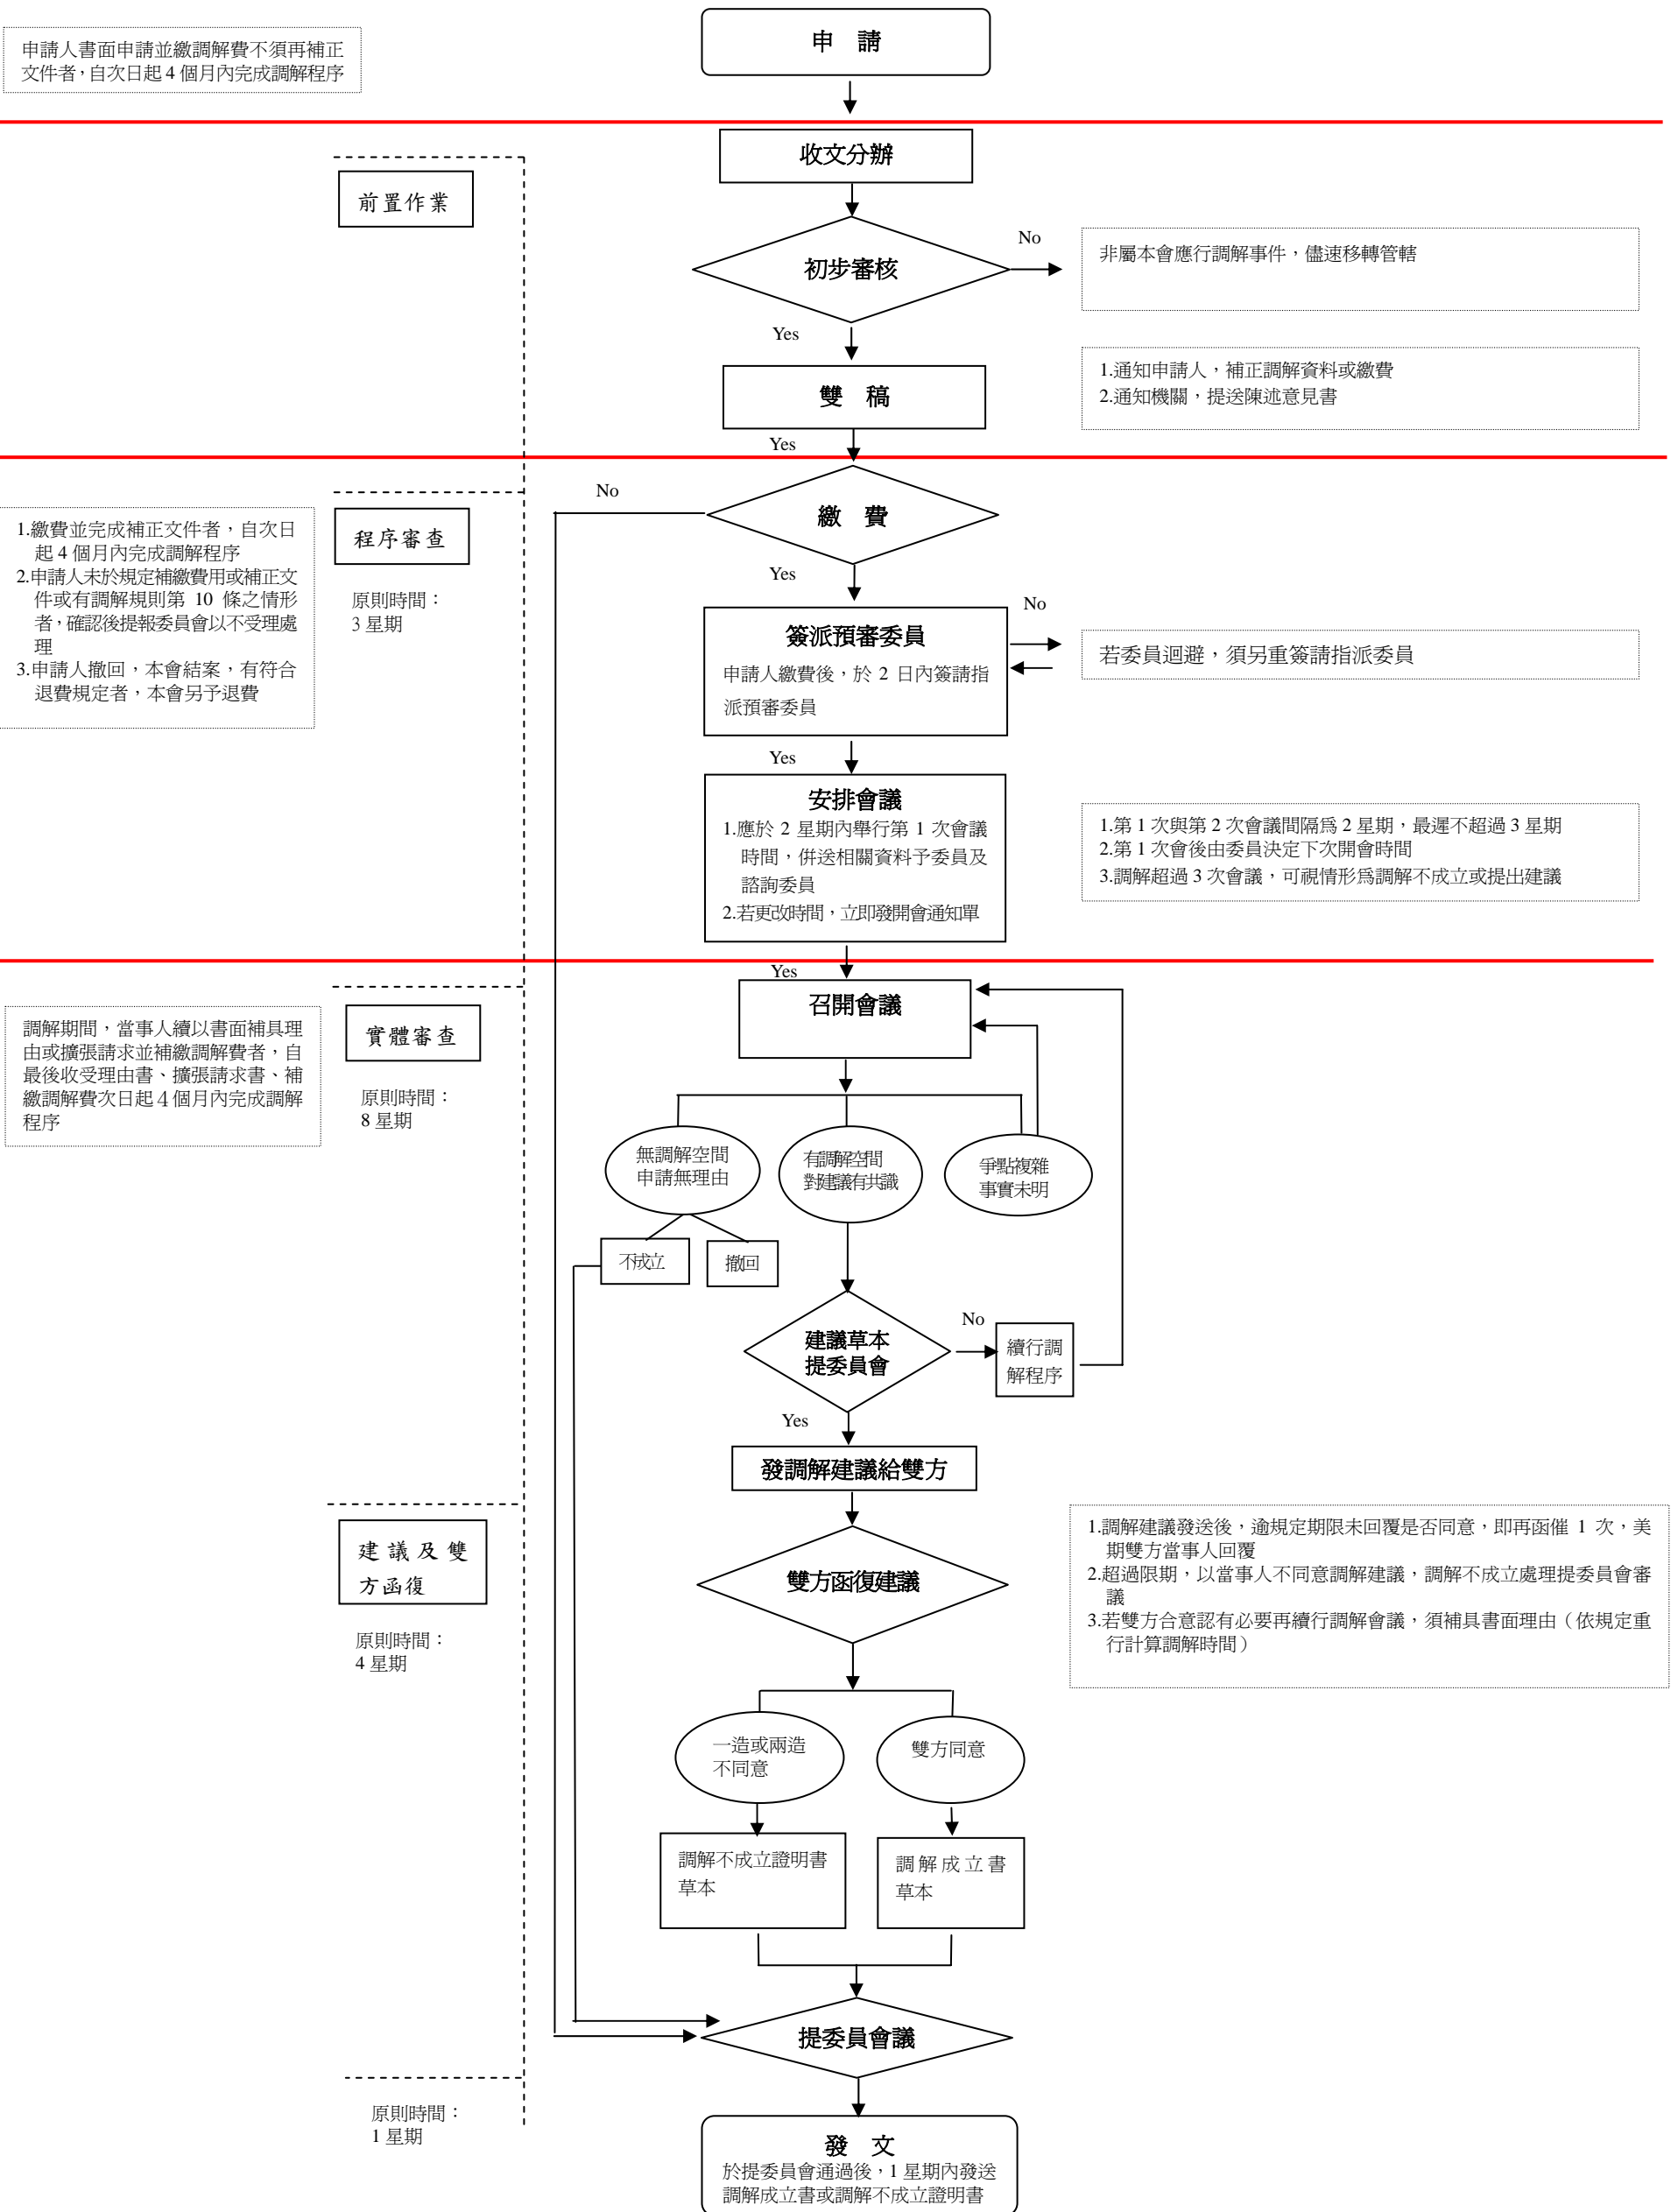 申　請
申請人書面申請並繳調解費不須再補正
文件者，自次日起 4 個月內完成調解程序
收文分辦
前置作業
初步審核
No
非屬本會應行調解事件，儘速移轉管轄
Yes
雙　稿
1.通知申請人，補正調解資料或繳費
2.通知機關，提送陳述意見書
Yes
No
繳　費
程序審查
原則時間：
3 星期
1.繳費並完成補正文件者，自次日
起 4 個月內完成調解程序
2.申請人未於規定補繳費用或補正文
件或有調解規則第 10 條之情形
者，確認後提報委員會以不受理處
理
3.申請人撤回，本會結案，有符合
退費規定者，本會另予退費
Yes
簽派預審委員
申請人繳費後，於 2 日內簽請指
派預審委員
No
若委員迴避，須另重簽請指派委員
Yes
安排會議
1.應於 2 星期內舉行第 1 次會議
時間，併送相關資料予委員及
諮詢委員
2.若更改時間，立即發開會通知單
1.第 1 次與第 2 次會議間隔為 2 星期，最遲不超過 3 星期
2.第 1 次會後由委員決定下次開會時間
3.調解超過 3 次會議，可視情形為調解不成立或提出建議
Yes
召開會議
實體審查
原則時間：
8 星期
調解期間，當事人續以書面補具理
由或擴張請求並補繳調解費者，自
最後收受理由書、擴張請求書、補
繳調解費次日起４個月內完成調解
程序
無調解空間
申請無理由
有調解空間
對建議有共識
爭點複雜
事實未明
不成立
撤回
建議草本
提委員會
No
續行調
解程序
Yes
發調解建議給雙方
建議及雙
方函復
原則時間：
4 星期
雙方函復建議
1.調解建議發送後，逾規定期限未回覆是否同意，即再函催 1 次，美
期雙方當事人回覆
2.超過限期，以當事人不同意調解建議，調解不成立處理提委員會審
議
3.若雙方合意認有必要再續行調解會議，須補具書面理由（依規定重
行計算調解時間）
一造或兩造
不同意
雙方同意
調解不成立證明書
草本
調解成立書
草本
提委員會議
原則時間：
1 星期
發　文
於提委員會通過後，1 星期內發送
調解成立書或調解不成立證明書